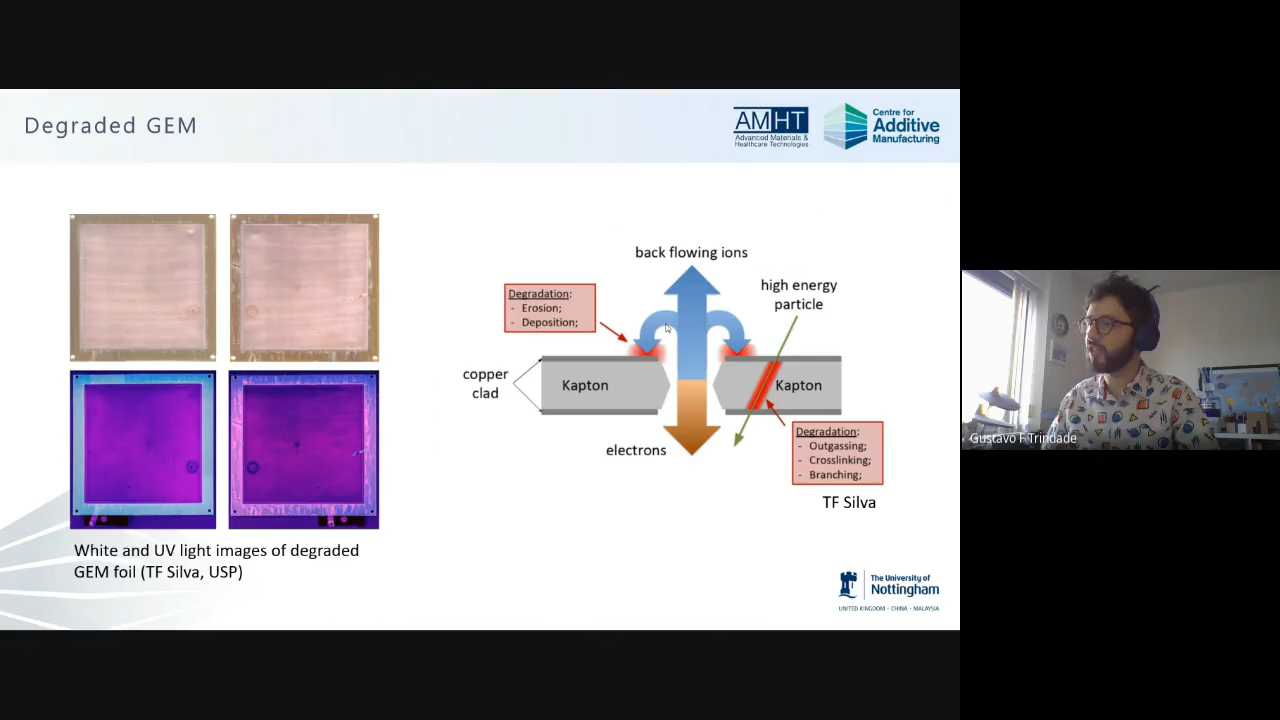 Degraded GEM
AMHT
Advanced Materials &
Healthcare Technologies
Centre for
Additive
Manufacturing
back flowing ions
high energy
particle
Degradation:
- Erosion;
- Deposition;
copper
clad
Kapton
Kapton
electrons
Degradation:
- Outgassing;
- Crosslinking;
- Branching;
TF Silva
White and UV light images of degraded
GEM foil (TF Silva, USP)
The University of
Nottingham
UNITED KINGDOM · CHINA · MALAYSIA
Gustavo F Trindade